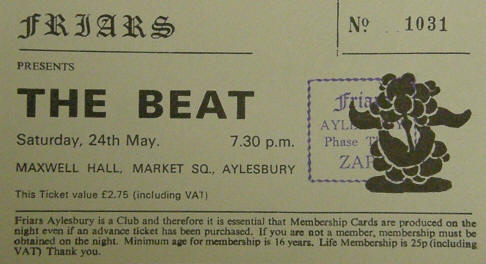 FRIARS
Nº 1031
PRESENTS
THE BEAT
Saturday, 24th May. 7.30 p.m.
MAXWELL HALL, MARKET SQ., AYLESBURY
This Ticket value £2.75 (including VAT)
Phase
Friars Aylesbury is a Club and therefore it is essential that Membership Cards are produced on the
night even if an advance ticket has been purchased. If you are not a member, membership must be
obtained on the night. Minimum age for membership is 16 years. Life Membership is 25p (including
VAT) Thank you.